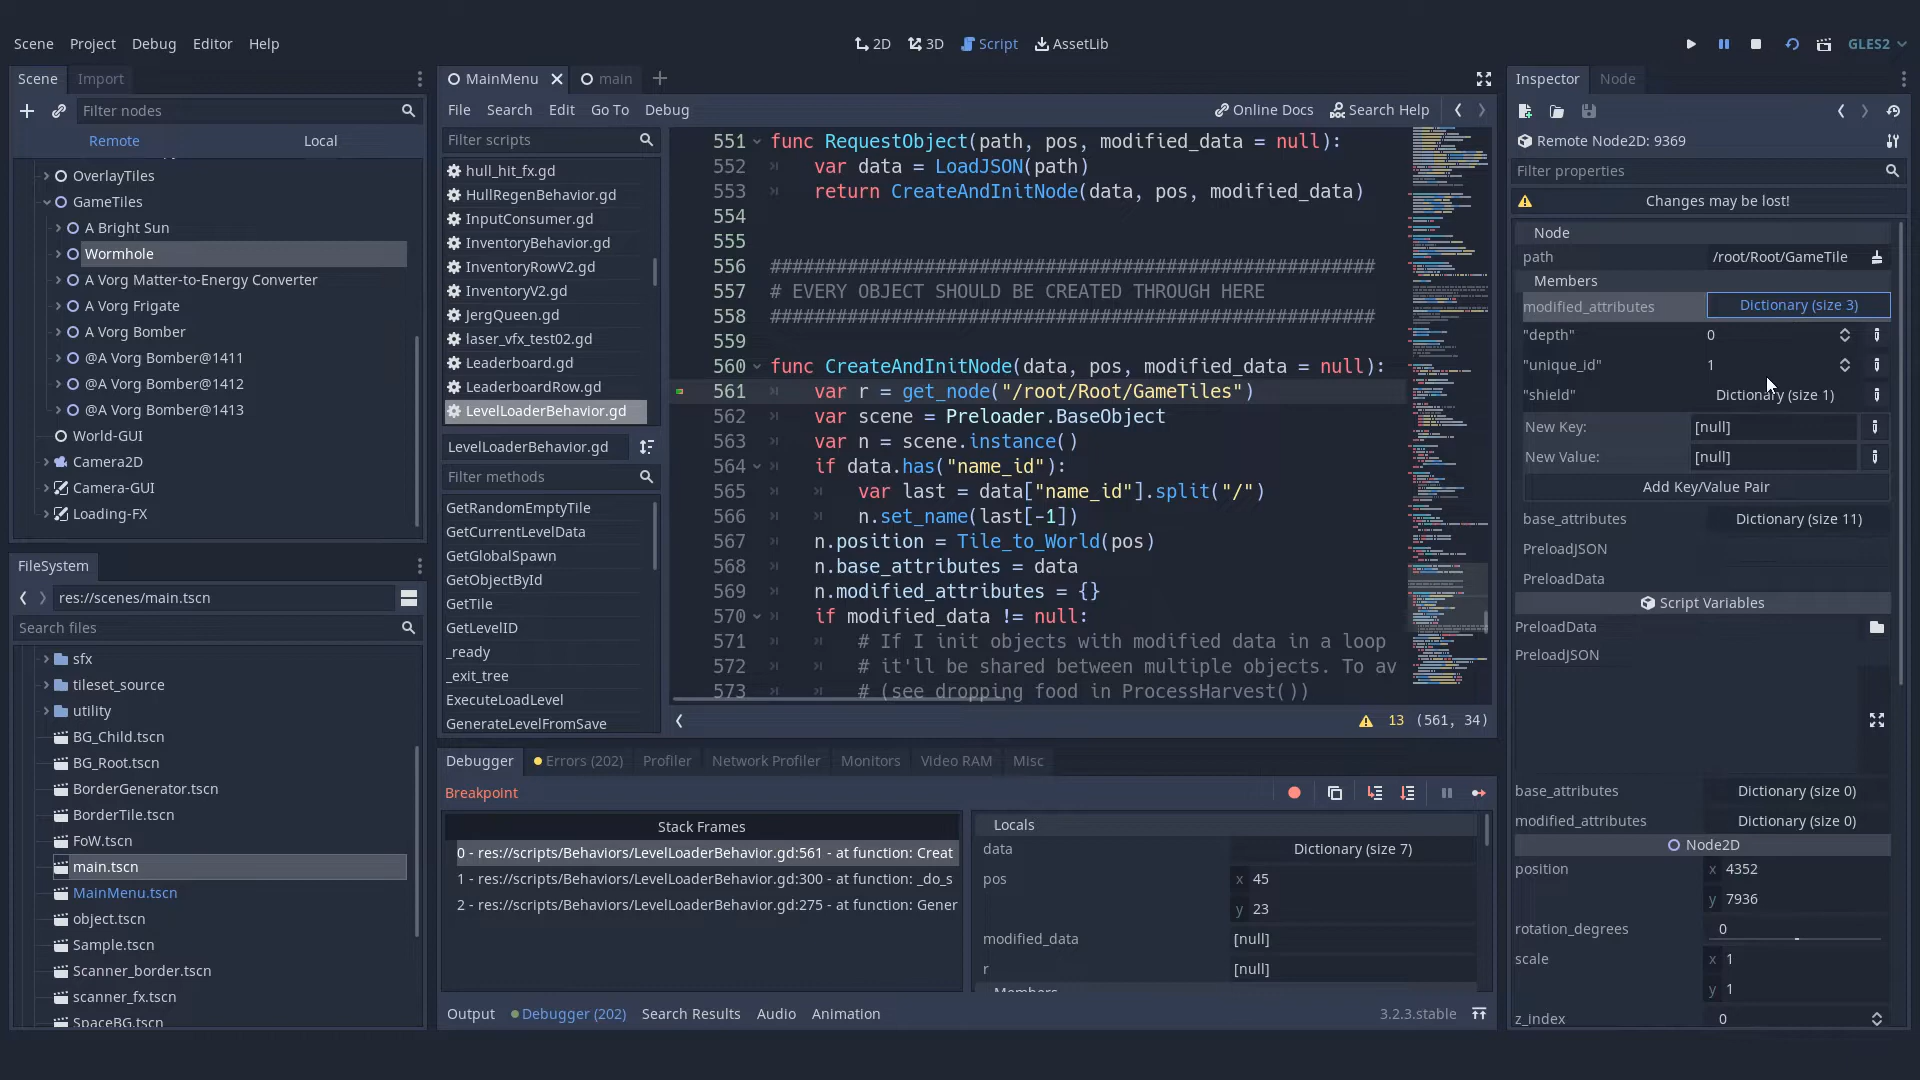 Scene Project Debug Editor Help
2D 3D Script AssetLib
GLES2
Scene Import
Filter nodes
Remote Local
OverlayTiles
GameTiles
A Bright Sun
Wormhole
A Vorg Matter-to-Energy Converter
A Vorg Frigate
A Vorg Bomber
@A Vorg Bomber@1411
@A Vorg Bomber@1412
@A Vorg Bomber@1413
World-GUI
Camera2D
Camera-GUI
Loading-FX
FileSystem
res://scenes/main.tscn
Search files
sfx
tileset_source
utility
BG_Child.tscn
BG_Root.tscn
BorderGenerator.tscn
BorderTile.tscn
FoW.tscn
main.tscn
MainMenu.tscn
object.tscn
Sample.tscn
Scanner_border.tscn
scanner_fx.tscn
SpaceBG.tscn
MainMenu main
File Search Edit Go To Debug
Online Docs Search Help
Filter scripts
hull_hit_fx.gd
HullRegenBehavior.gd
InputConsumer.gd
InventoryBehavior.gd
InventoryRowV2.gd
InventoryV2.gd
JergQueen.gd
laser_vfx_test02.gd
Leaderboard.gd
LeaderboardRow.gd
LevelLoaderBehavior.gd
LevelLoaderBehavior.gd
Filter methods
GetRandomEmptyTile
GetCurrentLevelData
GetGlobalSpawn
GetObjectById
GetTile
GetLevelID
_ready
_exit_tree
ExecuteLoadLevel
GenerateLevelFromSave
551 func RequestObject(path, pos, modified_data = null):
552 var data = LoadJSON(path)
553 return CreateAndInitNode(data, pos, modified_data)
554
555
556 #######################################################
557 # EVERY OBJECT SHOULD BE CREATED THROUGH HERE
558 #######################################################
559
560 func CreateAndInitNode(data, pos, modified_data = null):
561 var r = get_node("/root/Root/GameTiles")
562 var scene = Preloader.BaseObject
563 var n = scene.instance()
564 if data.has("name_id"):
565 var last = data["name_id"].split("/")
566 n.set_name(last[-1])
567 n.position = Tile_to_World(pos)
568 n.base_attributes = data
569 n.modified_attributes = {}
570 if modified_data != null:
571 # If I init objects with modified data in a loop
572 # it'll be shared between multiple objects. To av
573 # (see dropping food in ProcessHarvest())
13 (561, 34)
Debugger Errors (202) Profiler Network Profiler Monitors Video RAM Misc
Breakpoint
Stack Frames
0 - res://scripts/Behaviors/LevelLoaderBehavior.gd:561 - at function: Creat
1 - res://scripts/Behaviors/LevelLoaderBehavior.gd:300 - at function: _do_s
2 - res://scripts/Behaviors/LevelLoaderBehavior.gd:275 - at function: Gener
Locals
data Dictionary (size 7)
pos x 45
y 23
modified_data [null]
r [null]
Members
Output Debugger (202) Search Results Audio Animation
3.2.3.stable
Inspector Node
Remote Node2D: 9369
Filter properties
Changes may be lost!
Node
path /root/Root/GameTile
Members
modified_attributes Dictionary (size 3)
"depth" 0
"unique_id" 1
"shield" Dictionary (size 1)
New Key: [null]
New Value: [null]
Add Key/Value Pair
base_attributes Dictionary (size 11)
PreloadJSON
PreloadData
Script Variables
PreloadData
PreloadJSON
base_attributes Dictionary (size 0)
modified_attributes Dictionary (size 0)
Node2D
position x 4352
y 7936
rotation_degrees 0
scale x 1
y 1
z_index 0